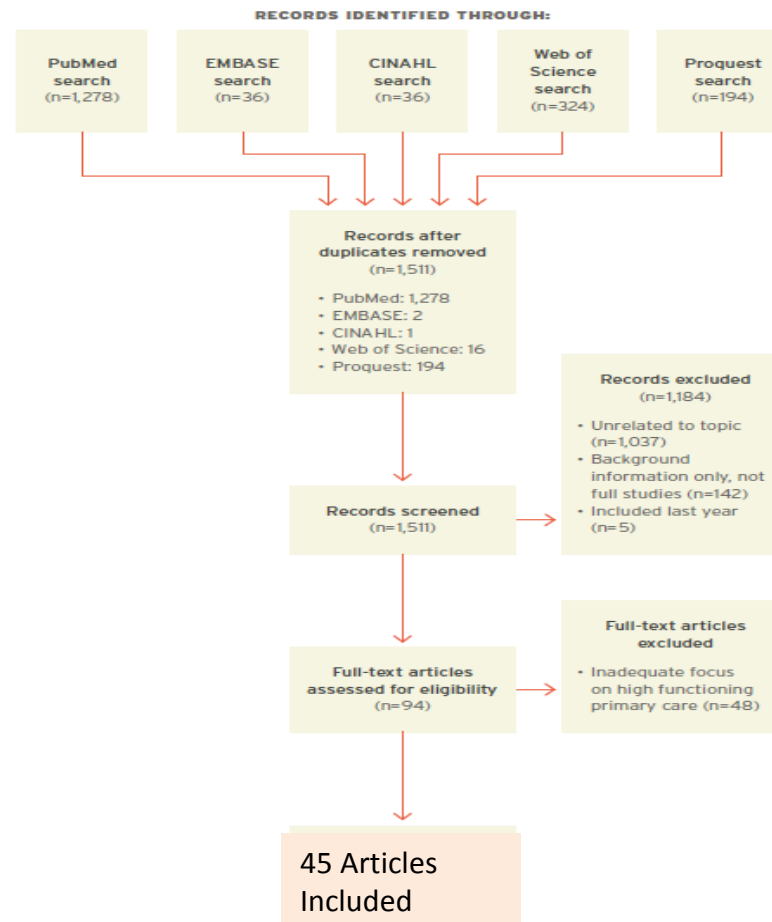 RECORDS IDENTIFIED THROUGH:
PubMed
search
(n=1,278)
EMBASE
search
(n=36)
CINAHL
search
(n=36)
Web of
Science
search
(n=324)
Proquest
search
(n=194)
Records after
duplicates removed
(n=1,511)
• PubMed: 1,278
• EMBASE: 2
• CINAHL: 1
• Web of Science: 16
• Proquest: 194
Records excluded
(n=1,184)
• Unrelated to topic
(n=1,037)
• Background
information only, not
full studies (n=142)
• Included last year
(n=5)
Records screened
(n=1,511)
Full-text articles
excluded
• Inadequate focus
on high functioning
primary care (n=48)
Full-text articles
assessed for eligibility
(n=94)
45 Articles
Included